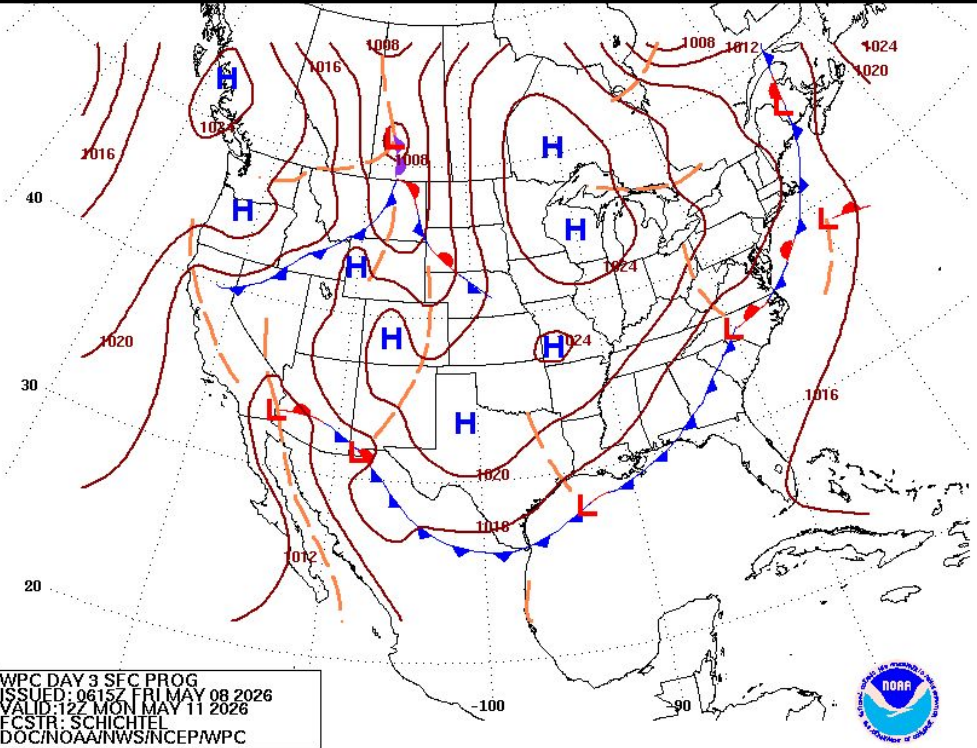 1008
1008
1012
1024
1016
1020
H
L
1024
L
H
1016
1008
40
H
L
H
H
1024
L
H
1020
H
024
30
1016
L
H
L
1020
L
1016
1012
20
WPC DAY 3 SFC PROG
ISSUED: 0615Z FRI MAY 08 2026
VALID:12Z MON MAY 11 2026
FCSTR: SCHICHTEL
DOC/NOAA/NWS/NCEP/WPC
-100
-90
NOAA